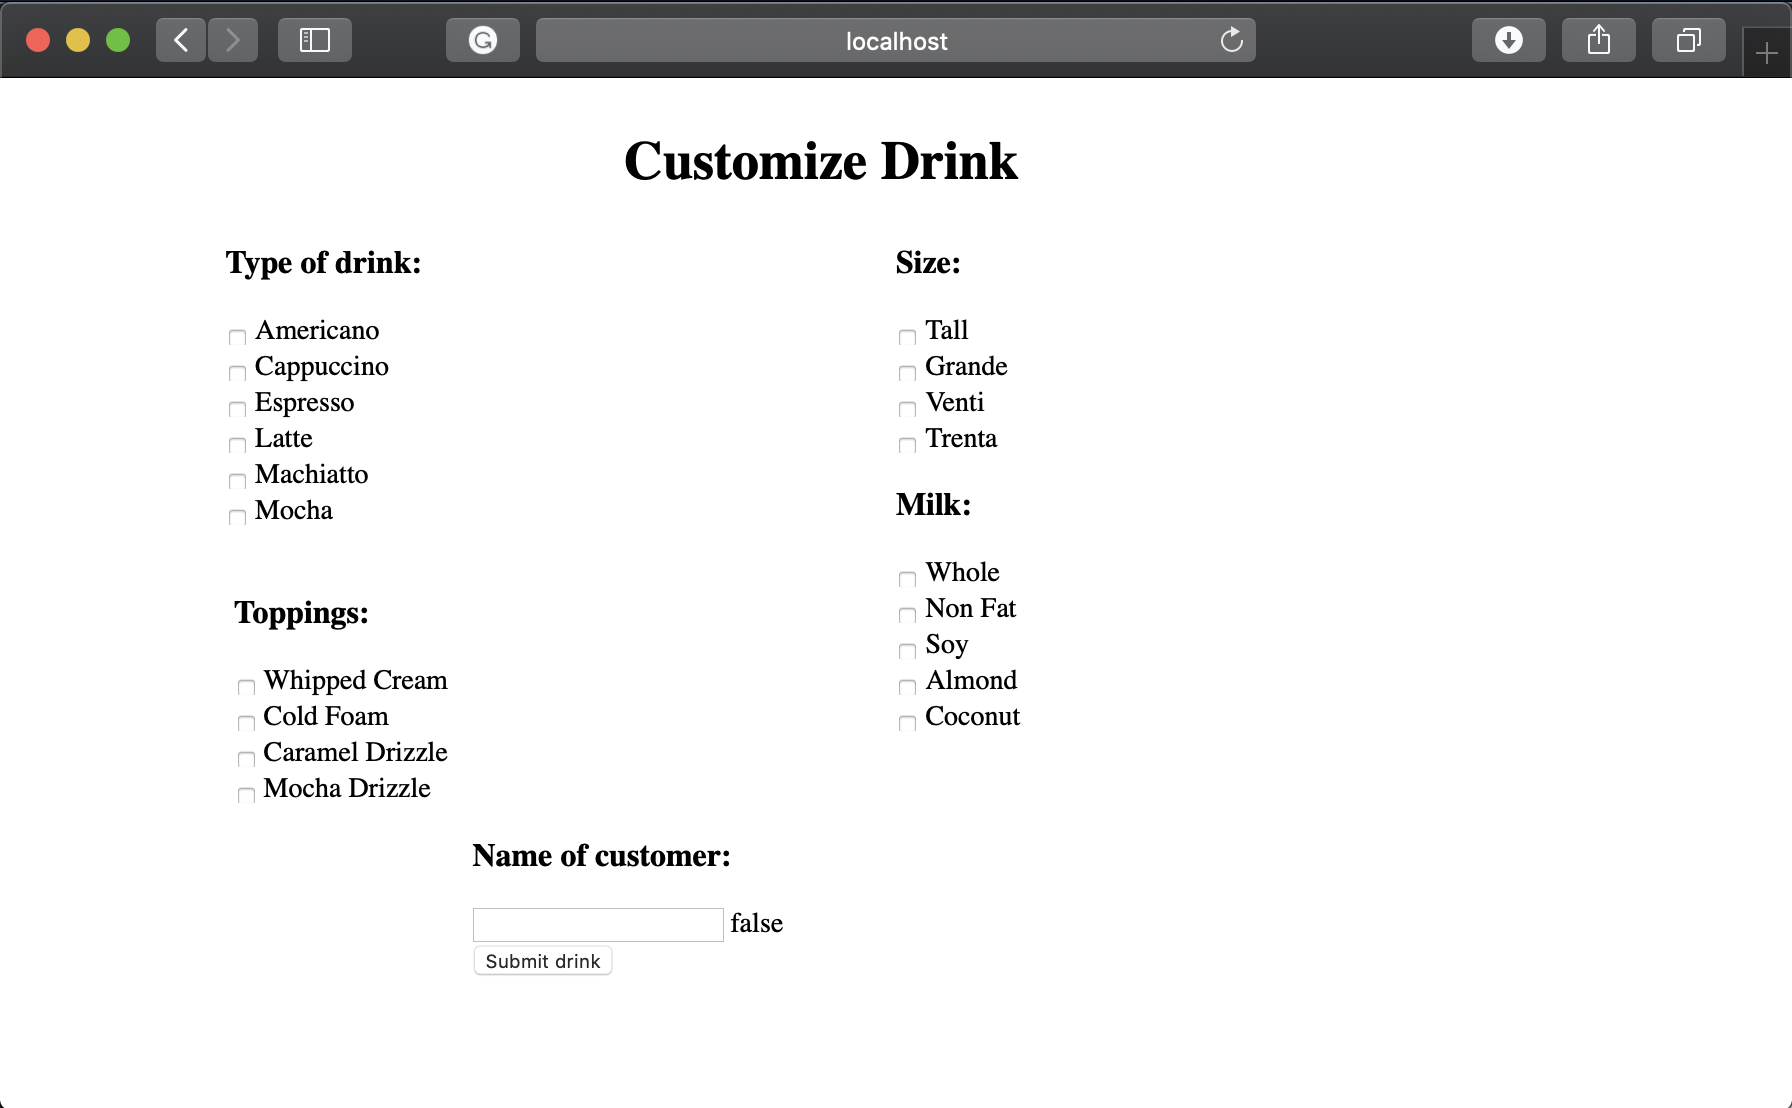 localhost
Customize Drink
Type of drink:
Americano
Cappuccino
Espresso
Latte
Machiatto
Mocha
Toppings:
Whipped Cream
Cold Foam
Caramel Drizzle
Mocha Drizzle
Size:
Tall
Grande
Venti
Trenta
Milk:
Whole
Non Fat
Soy
Almond
Coconut
Name of customer:
false
Submit drink